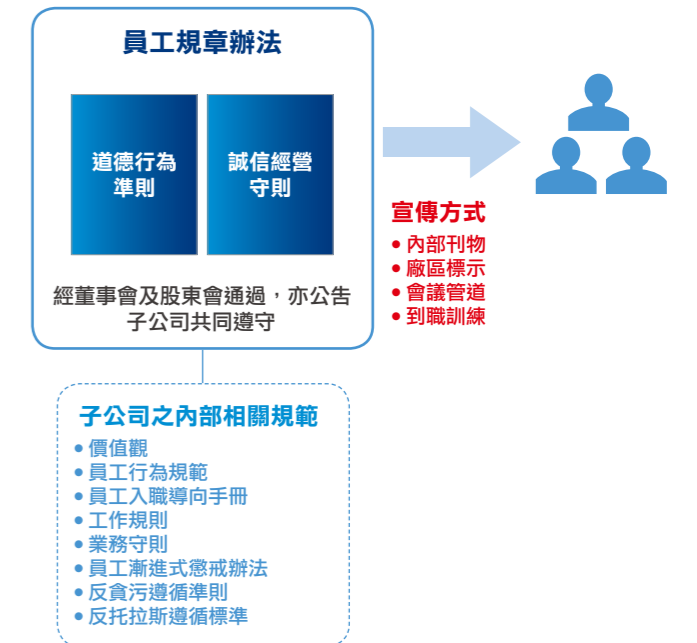 員工規章辦法
道德行為
準則
誠信經營
守則
經董事會及股東會通過，亦公告
子公司共同遵守
宣傳方式
• 內部刊物
• 廠區標示
• 會議管道
• 到職訓練
子公司之內部相關規範
• 價值觀
• 員工行為規範
• 員工入職導向手冊
• 工作規則
• 業務守則
• 員工漸進式懲戒辦法
• 反貪污遵循準則
• 反托拉斯遵循標準